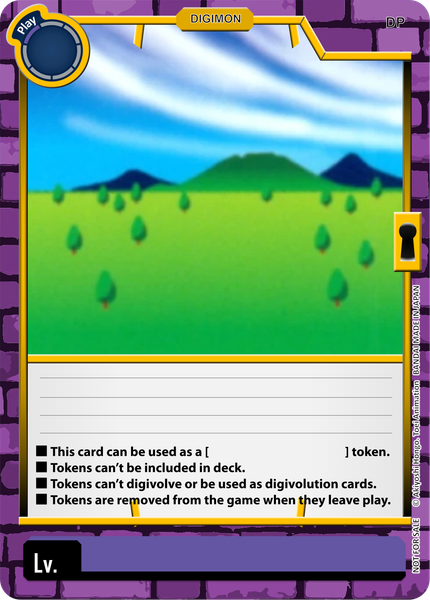 Play
DIGIMON
DP
■ This card can be used as a [ ] token.
■ Tokens can't be included in deck.
■ Tokens can't digivolve or be used as digivolution cards.
■ Tokens are removed from the game when they leave play.
Lv.
NOT FOR SALE © Akiyoshi Hongo, Toei Animation BANDAI MADE IN JAPAN